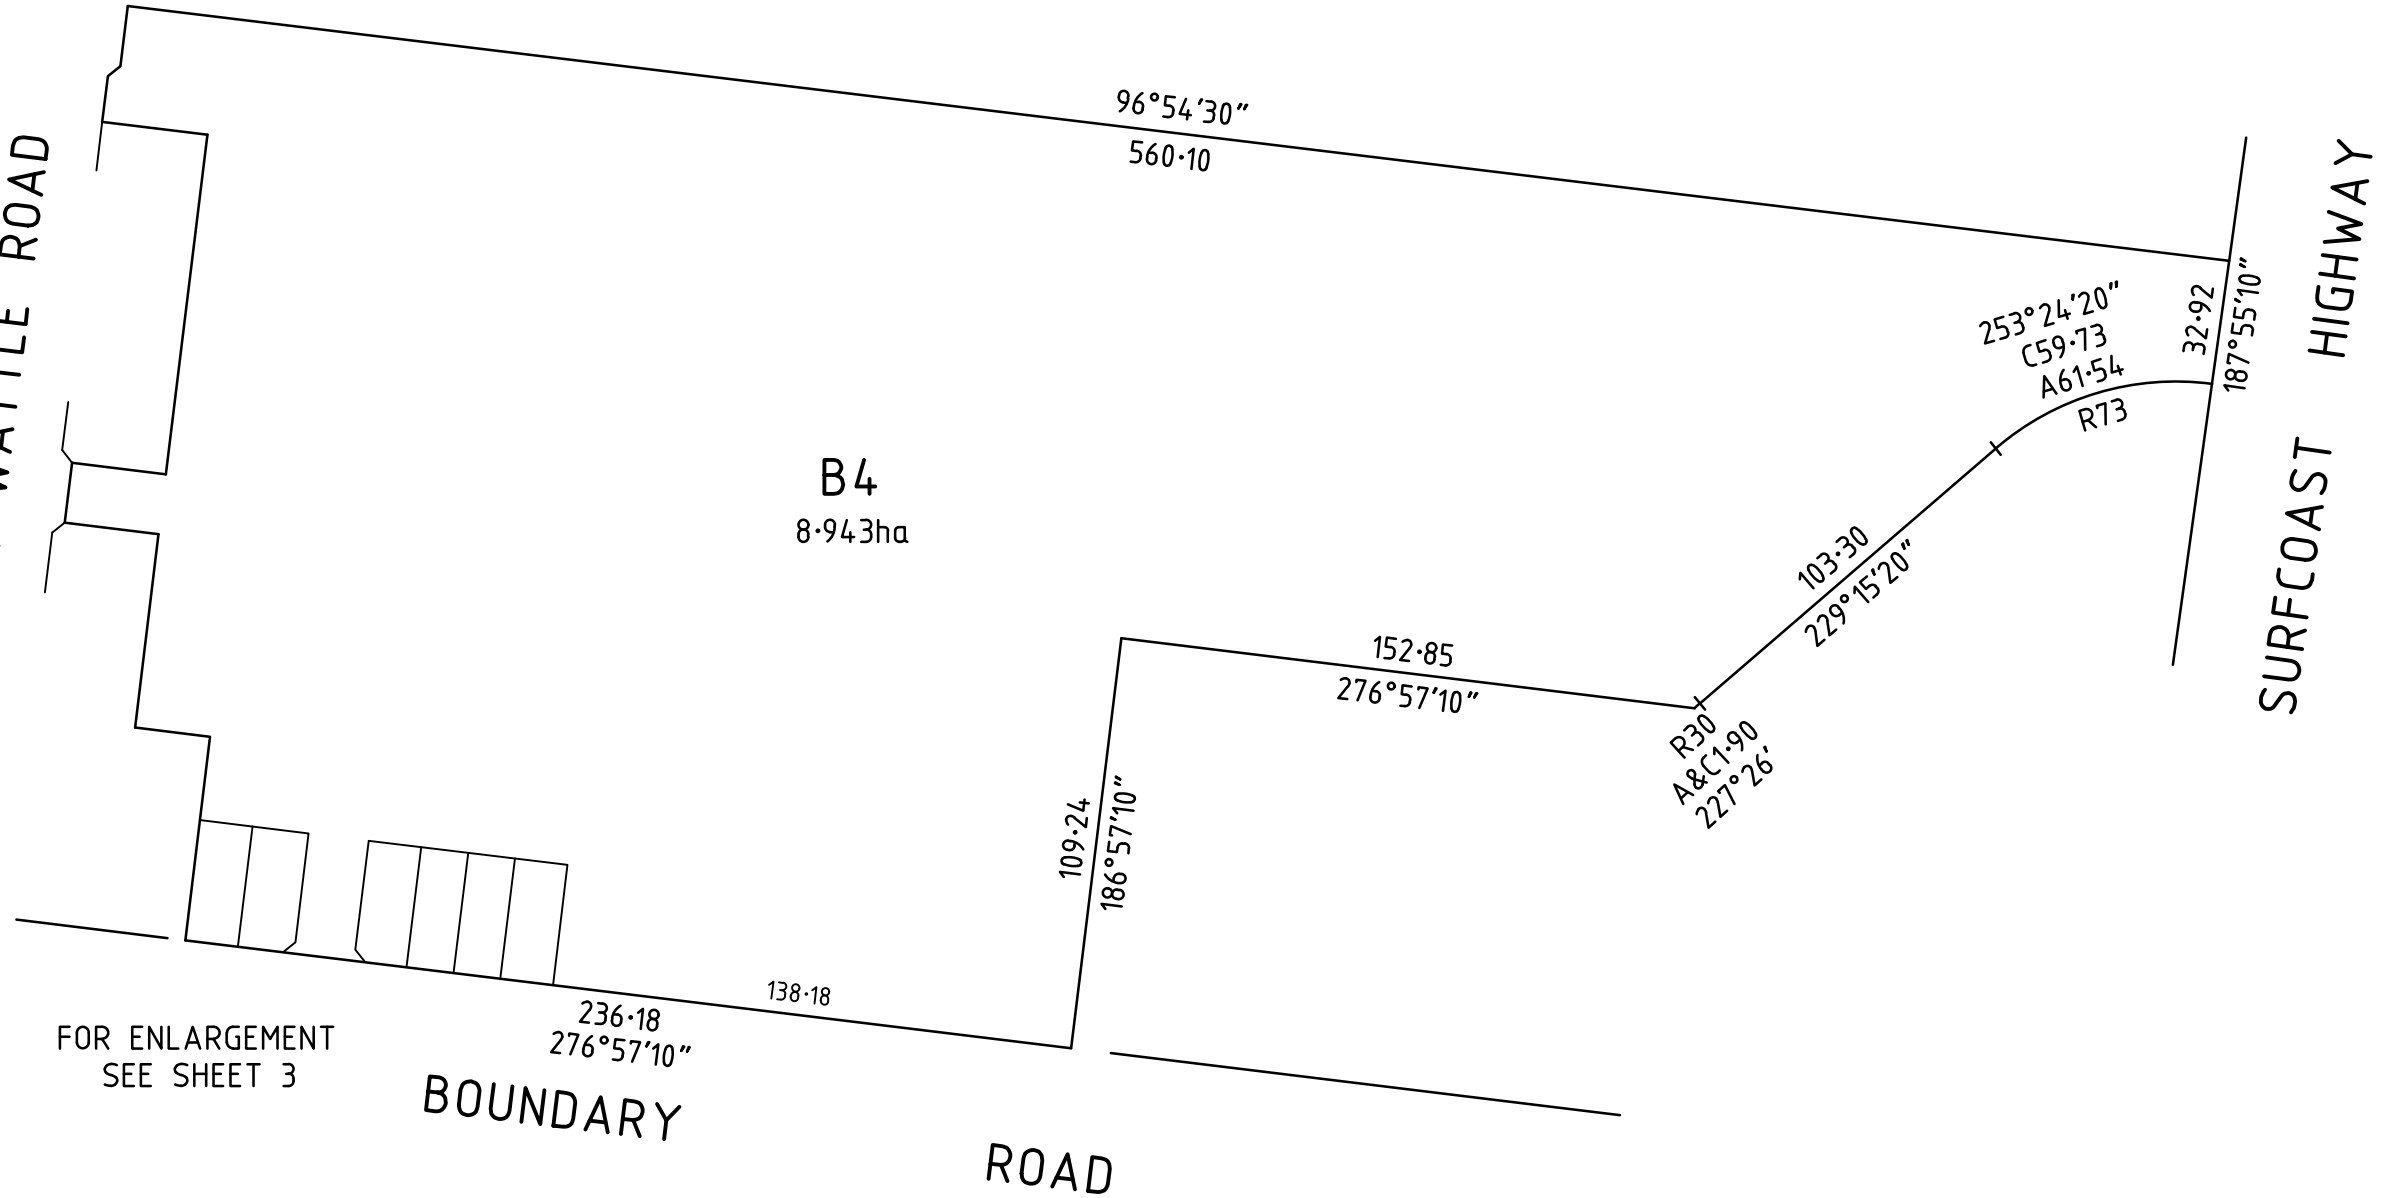 96°54'30"
560·10
WATTLE ROAD
SURFCOAST HIGHWAY
32·92
187°55'10"
253°24'20"
C59·73
A61·54
R73
B4
8·943ha
103·30
229°15'20"
152·85
276°57'10"
R30
A&C1·90
227°26'
109·24
186°57'10"
138·18
236·18
276°57'10"
FOR ENLARGEMENT
SEE SHEET 3
BOUNDARY ROAD